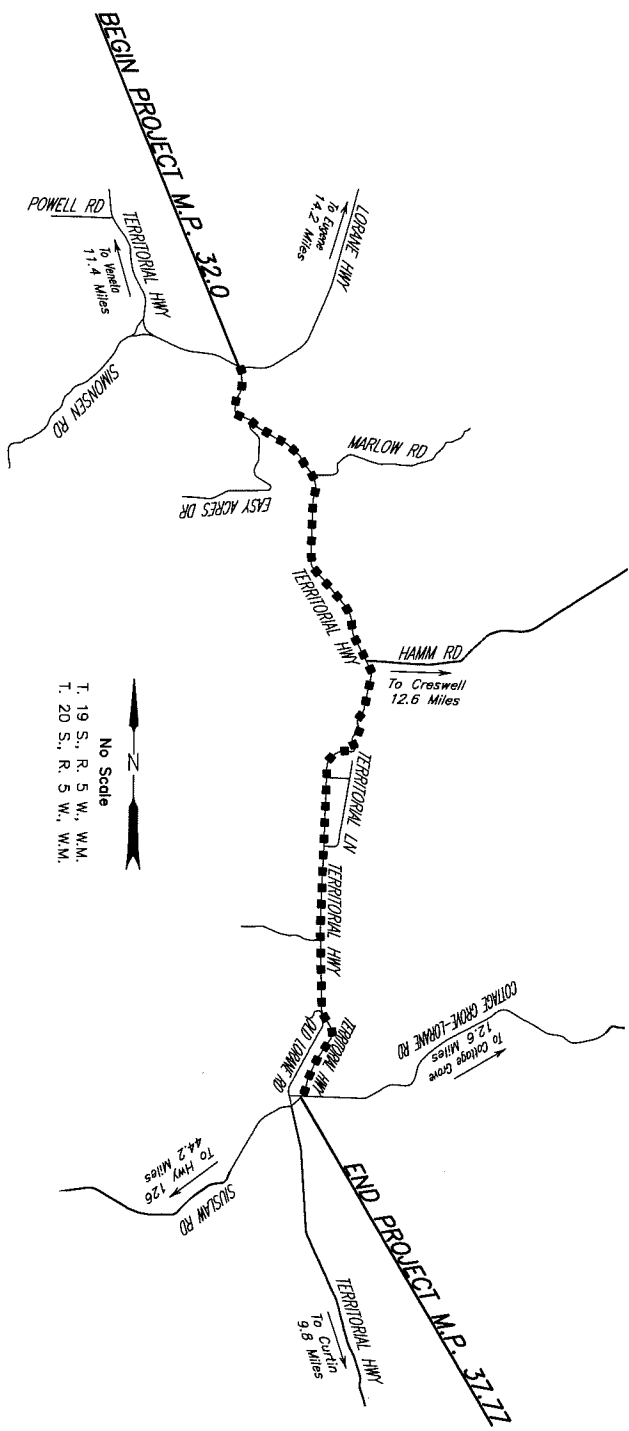 BEGIN PROJECT M.P. 32.0
LORANE HWY
To Eugene
14.2 Miles
POWELL RD
TERRITORIAL HWY
To Veneta
11.4 Miles
SIMONSEN RD
MARLOW RD
EASY ACRES DR
TERRITORIAL HWY
HAMM RD
To Creswell
12.6 Miles
TERRITORIAL LN
N
No Scale
T. 19 S., R. 5 W., W.M.
T. 20 S., R. 5 W., W.M.
TERRITORIAL HWY
COTTAGE GROVE-LORANE RD
To Cottage Grove
12.6 Miles
TERRITORIAL HWY
OLD LORANE RD
To Hwy 126
44.2 Miles
SIUSLAW RD
END PROJECT M.P. 37.77
TERRITORIAL HWY
To Curtin
9.8 Miles